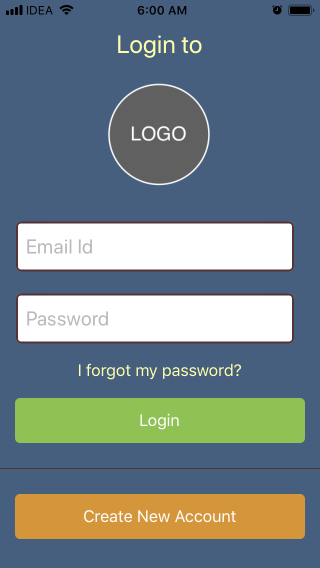 IDEA 6:00 AM
Login to
LOGO
Email Id
Password
I forgot my password?
Login
Create New Account